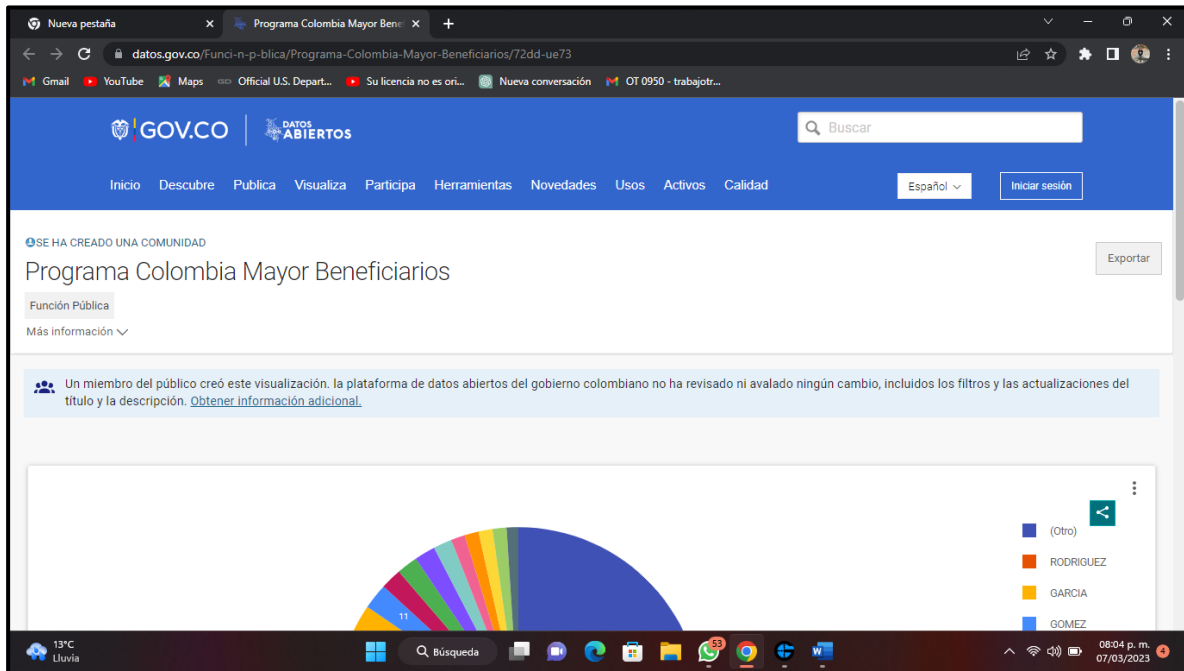 Nueva pestaña
Programa Colombia Mayor Bene
datos.gov.co/Funci-n-p-blica/Programa-Colombia-Mayor-Beneficiarios/72dd-ue73
Gmail YouTube Maps Official U.S. Depart... Su licencia no es ori... Nueva conversación OT 0950 - trabajotr...
GOV.CO DATOS ABIERTOS Buscar
Inicio Descubre Publica Visualiza Participa Herramientas Novedades Usos Activos Calidad Español Iniciar sesión
SE HA CREADO UNA COMUNIDAD
Programa Colombia Mayor Beneficiarios
Exportar
Función Pública
Más información
Un miembro del público creó este visualización. la plataforma de datos abiertos del gobierno colombiano no ha revisado ni avalado ningún cambio, incluidos los filtros y las actualizaciones del
título y la descripción. Obtener información adicional.
(Otro)
RODRIGUEZ
GARCIA
GOMEZ
11
13°C
Lluvia
Búsqueda
53
08:04 p. m.
07/03/2023
4